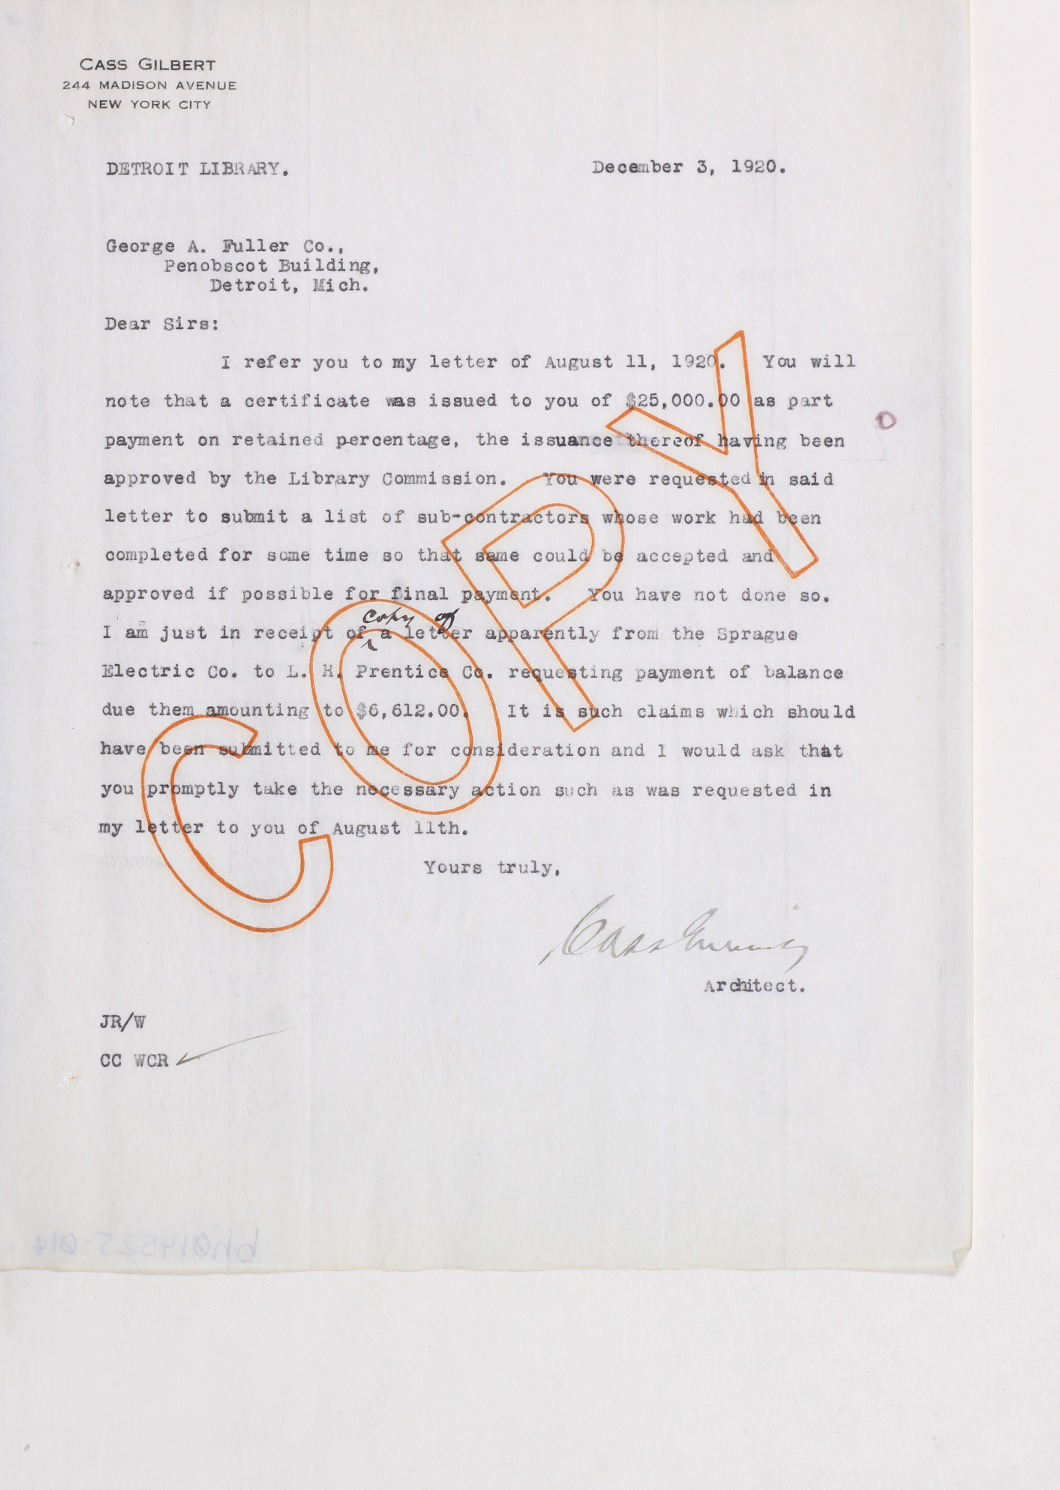 CASS GILBERT
244 MADISON AVENUE
NEW YORK CITY
DETROIT LIBRARY. December 3, 1920.
George A. Fuller Co.,
Penobscot Building,
Detroit, Mich.
Dear Sirs:
I refer you to my letter of August 11, 1920. You will
note that a certificate was issued to you of $25,000.00 as part
payment on retained percentage, the issuance thereof having been
approved by the Library Commission. You were requested in said
letter to submit a list of sub-contractors whose work had been
completed for some time so that same could be accepted and
approved if possible for final payment. You have not done so.
copy of
I am just in receipt of a letter apparently from the Sprague
Electric Co. to L. H. Prentice Co. requesting payment of balance
due them amounting to $6,612.00. It is such claims which should
have been submitted to me for consideration and I would ask that
you promptly take the necessary action such as was requested in
my letter to you of August 11th.
Yours truly,
Cass Gilbert
Architect.
JR/W
CC WCR
COPY
bh019525-014